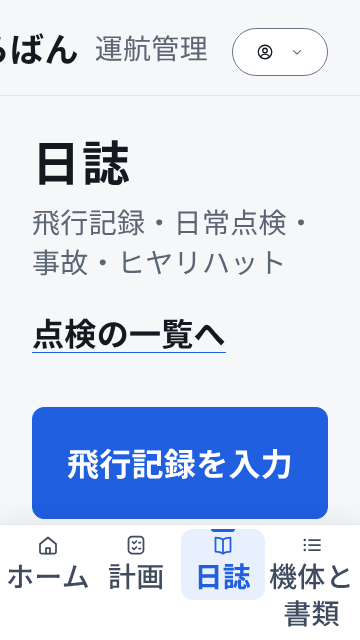 らばん 運航管理
日誌
飛行記録・日常点検・
事故・ヒヤリハット
点検の一覧へ
飛行記録を入力
ホーム
計画
日誌
機体と
書類